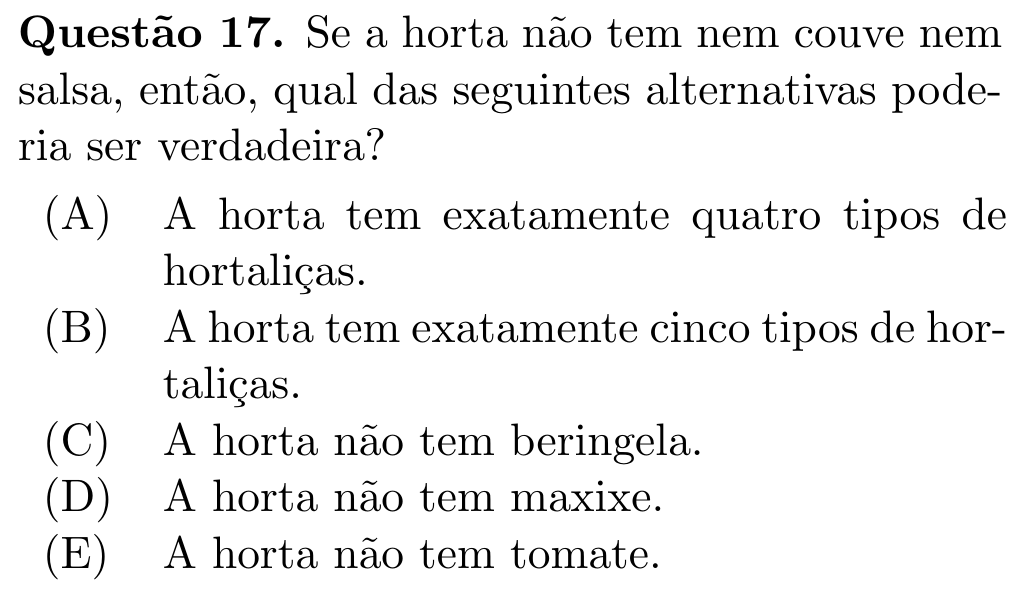 Questão 17. Se a horta não tem nem couve nem
salsa, então, qual das seguintes alternativas pode-
ria ser verdadeira?
(A) A horta tem exatamente quatro tipos de
hortaliças.
(B) A horta tem exatamente cinco tipos de hor-
taliças.
(C) A horta não tem beringela.
(D) A horta não tem maxixe.
(E) A horta não tem tomate.